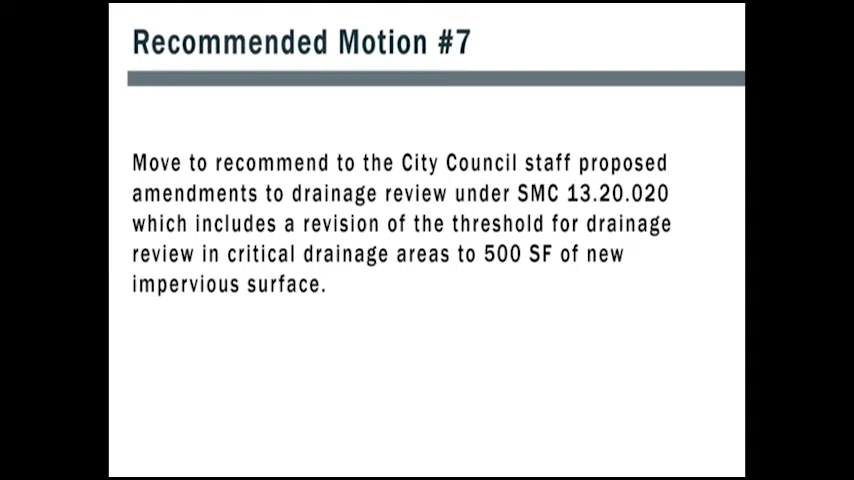 Recommended Motion #7
Move to recommend to the City Council staff proposed
amendments to drainage review under SMC 13.20.020
which includes a revision of the threshold for drainage
review in critical drainage areas to 500 SF of new
impervious surface.